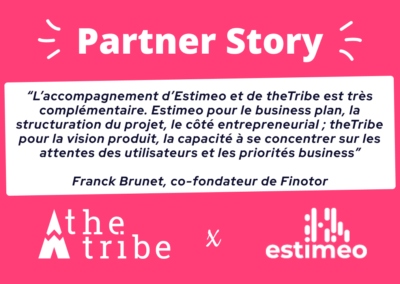 Partner Story
“L’accompagnement d’Estimeo et de theTribe est très
complémentaire. Estimeo pour le business plan, la
structuration du projet, le côté entrepreneurial ; theTribe
pour la vision produit, la capacité à se concentrer sur les
attentes des utilisateurs et les priorités business”
Franck Brunet, co-fondateur de Finotor
the
tribe
x
estimeo